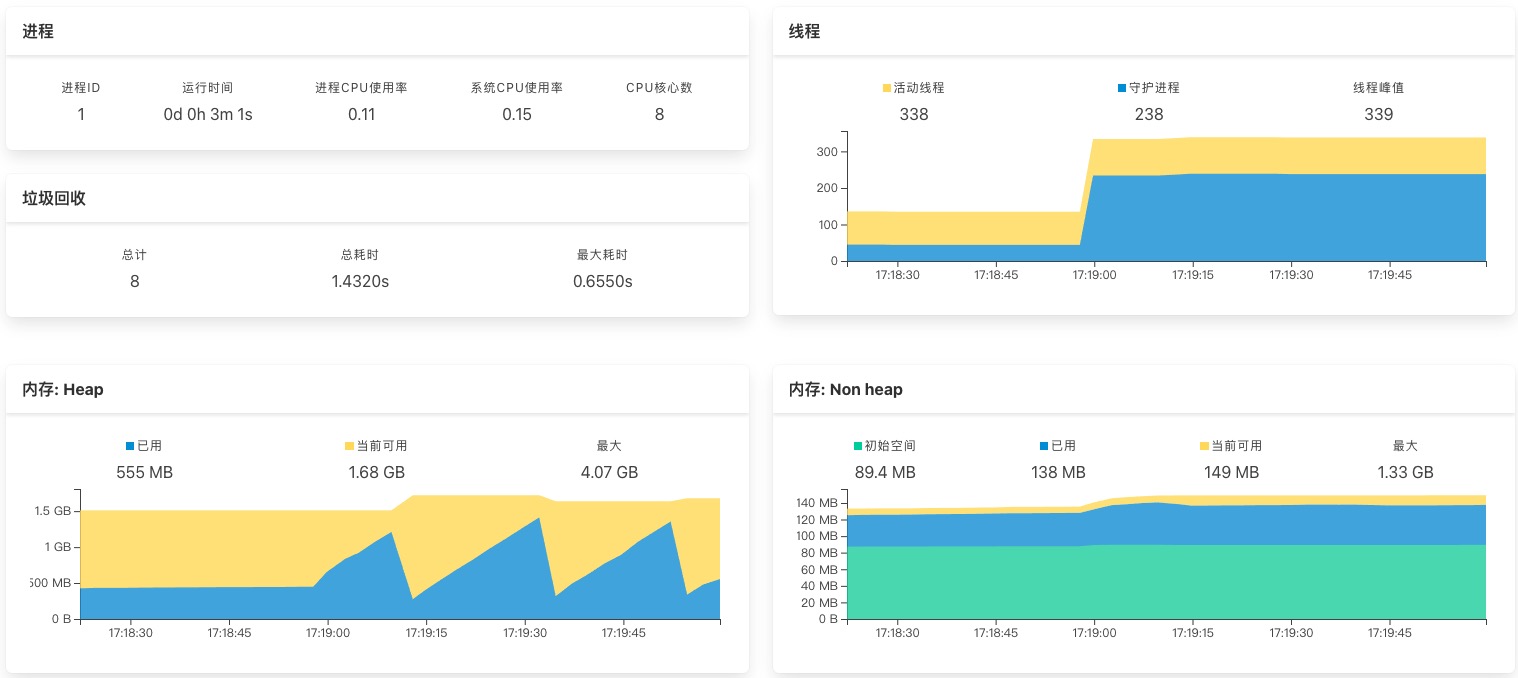 进程
进程ID 运行时间 进程CPU使用率 系统CPU使用率 CPU核心数
1 0d 0h 3m 1s 0.11 0.15 8
垃圾回收
总计 总耗时 最大耗时
8 1.4320s 0.6550s
线程
活动线程 守护进程 线程峰值
338 238 339
300
200
100
0
17:18:30 17:18:45 17:19:00 17:19:15 17:19:30 17:19:45
内存: Heap
已用 当前可用 最大
555 MB 1.68 GB 4.07 GB
1.5 GB
1 GB
500 MB
0 B
17:18:30 17:18:45 17:19:00 17:19:15 17:19:30 17:19:45
内存: Non heap
初始空间 已用 当前可用 最大
89.4 MB 138 MB 149 MB 1.33 GB
140 MB
120 MB
100 MB
80 MB
60 MB
40 MB
20 MB
0 B
17:18:30 17:18:45 17:19:00 17:19:15 17:19:30 17:19:45